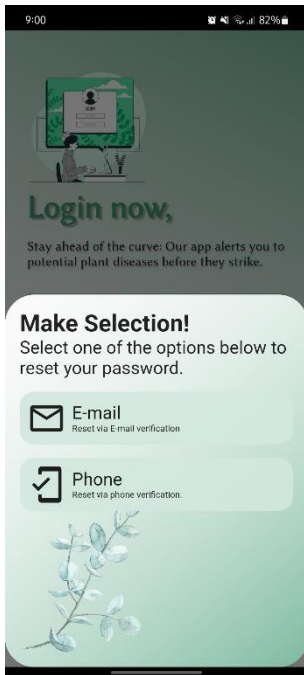 9:00
82%
Login now,
Stay ahead of the curve: Our app alerts you to
potential plant diseases before they strike.
Make Selection!
Select one of the options below to
reset your password.
E-mail
Reset via E-mail verification
Phone
Reset via phone verification.